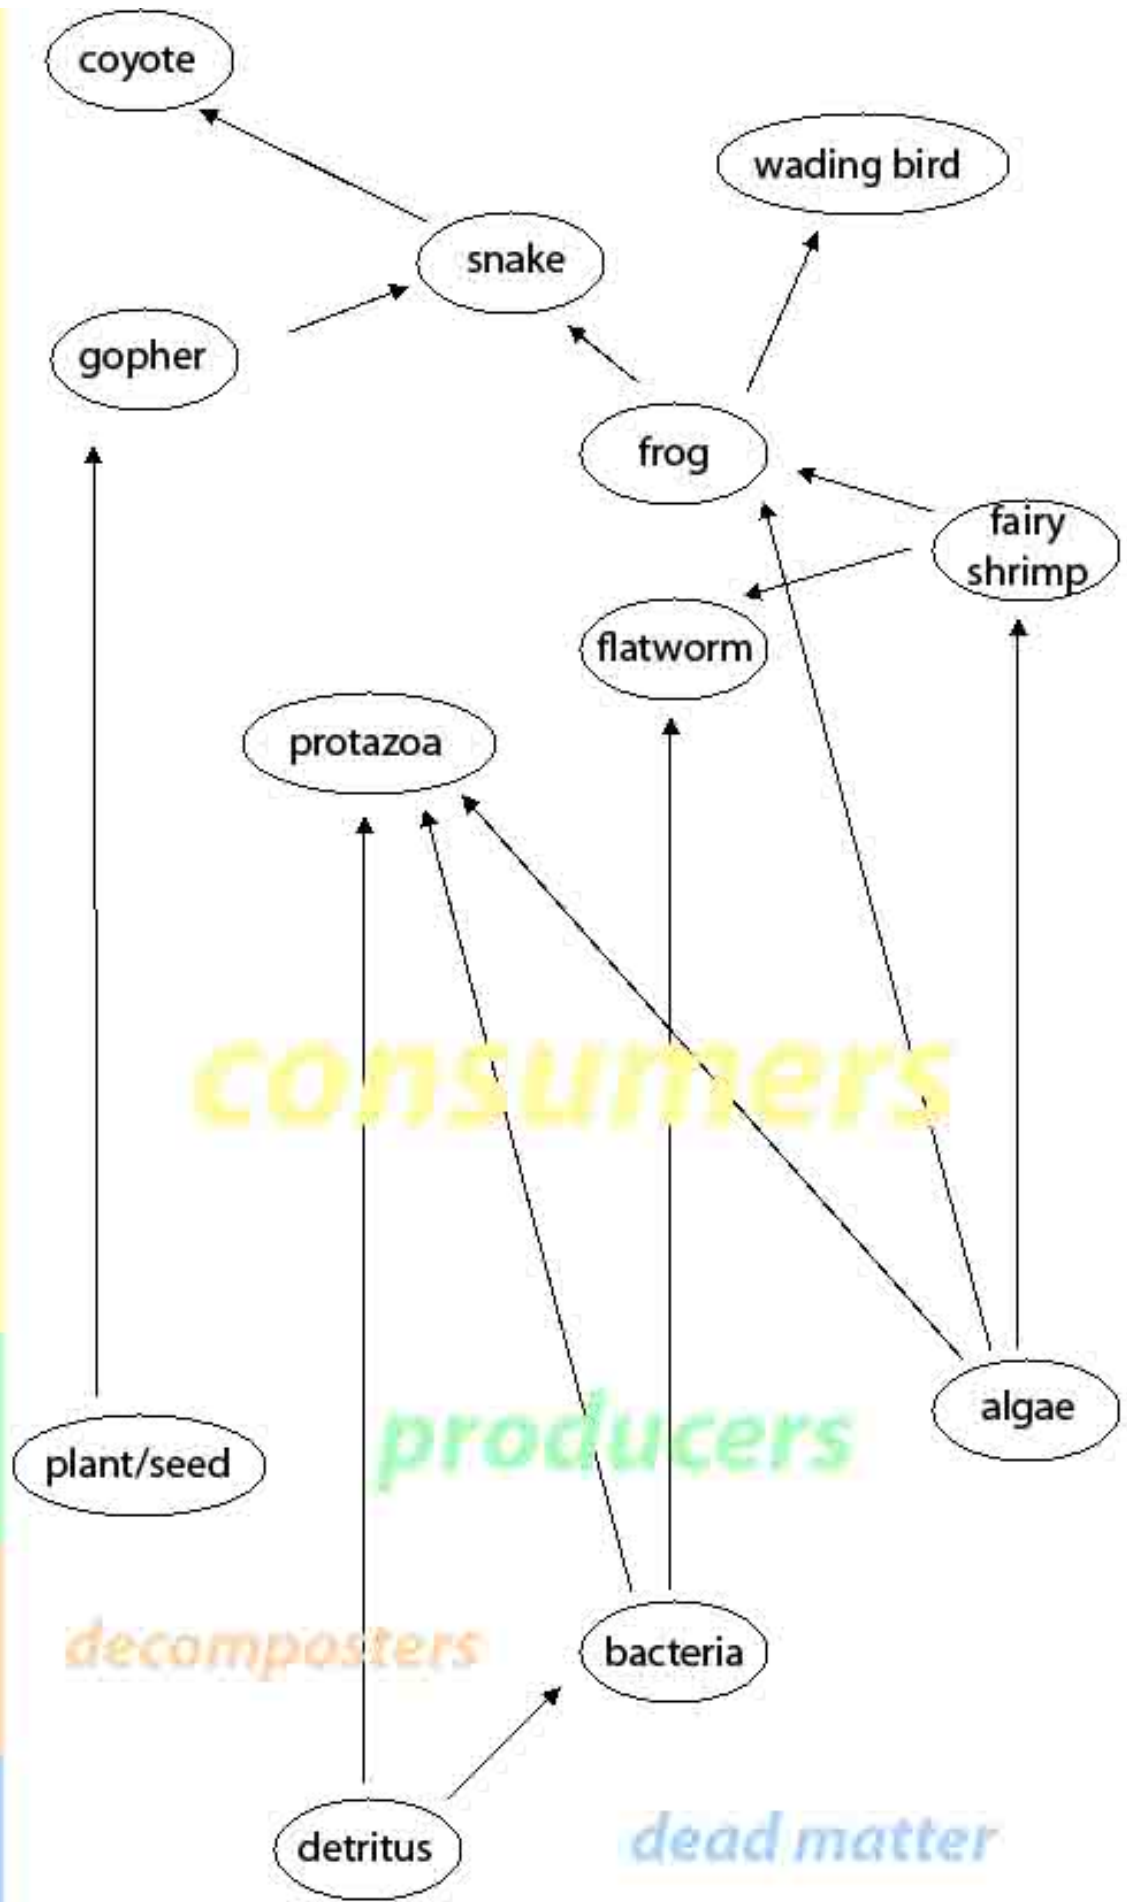 coyote
wading bird
snake
gopher
frog
fairy
shrimp
flatworm
protazoa
consumers
algae
producers
plant/seed
decomposters
bacteria
detritus
dead matter